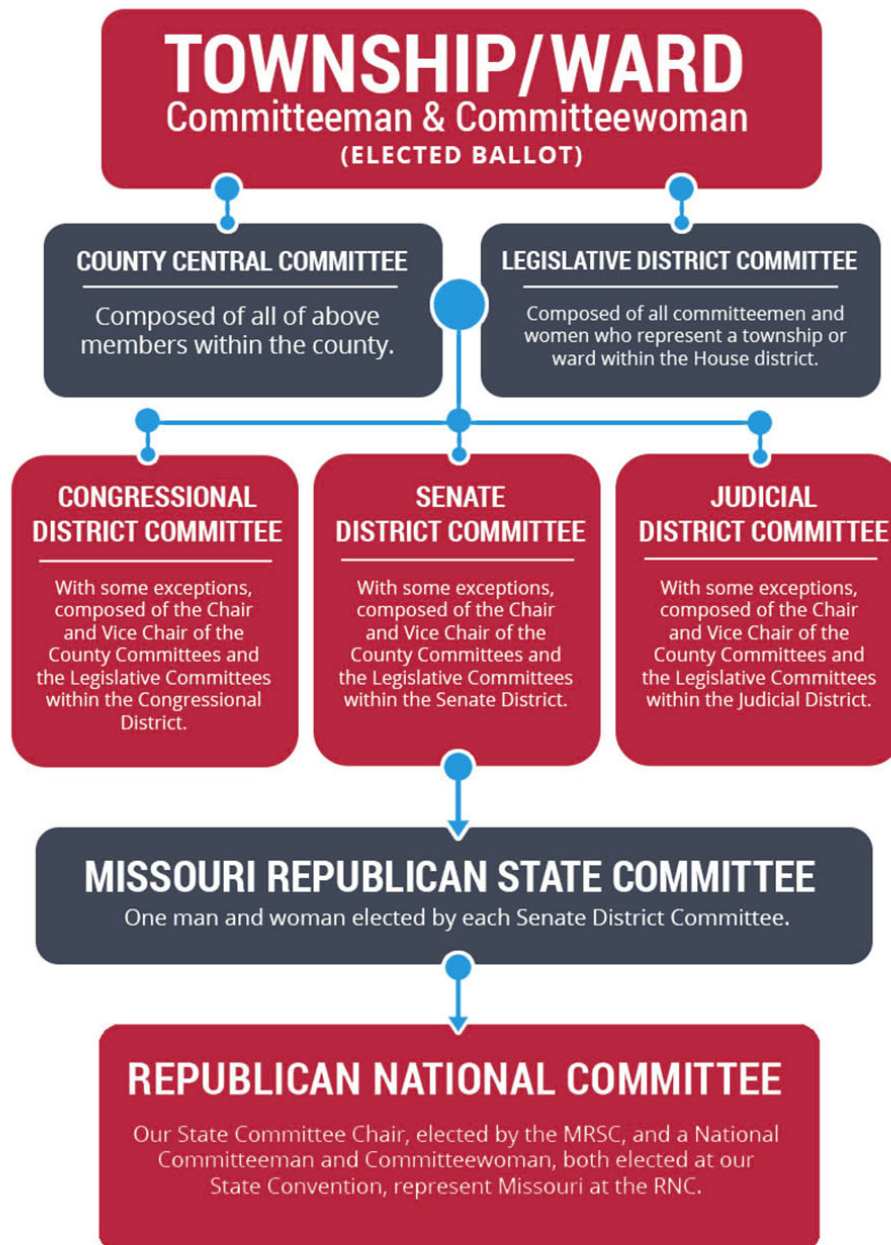 TOWNSHIP/WARD
Committeeman & Committeewoman
(ELECTED BALLOT)
COUNTY CENTRAL COMMITTEE
Composed of all of above
members within the county.
LEGISLATIVE DISTRICT COMMITTEE
Composed of all committeemen and
women who represent a township or
ward within the House district.
CONGRESSIONAL
DISTRICT COMMITTEE
With some exceptions,
composed of the Chair
and Vice Chair of the
County Committees and
the Legislative Committees
within the Congressional
District.
SENATE
DISTRICT COMMITTEE
With some exceptions,
composed of the Chair
and Vice Chair of the
County Committees and
the Legislative Committees
within the Senate District.
JUDICIAL
DISTRICT COMMITTEE
With some exceptions,
composed of the Chair
and Vice Chair of the
County Committees and
the Legislative Committees
within the Judicial District.
MISSOURI REPUBLICAN STATE COMMITTEE
One man and woman elected by each Senate District Committee.
REPUBLICAN NATIONAL COMMITTEE
Our State Committee Chair, elected by the MRSC, and a National
Committeeman and Committeewoman, both elected at our
State Convention, represent Missouri at the RNC.